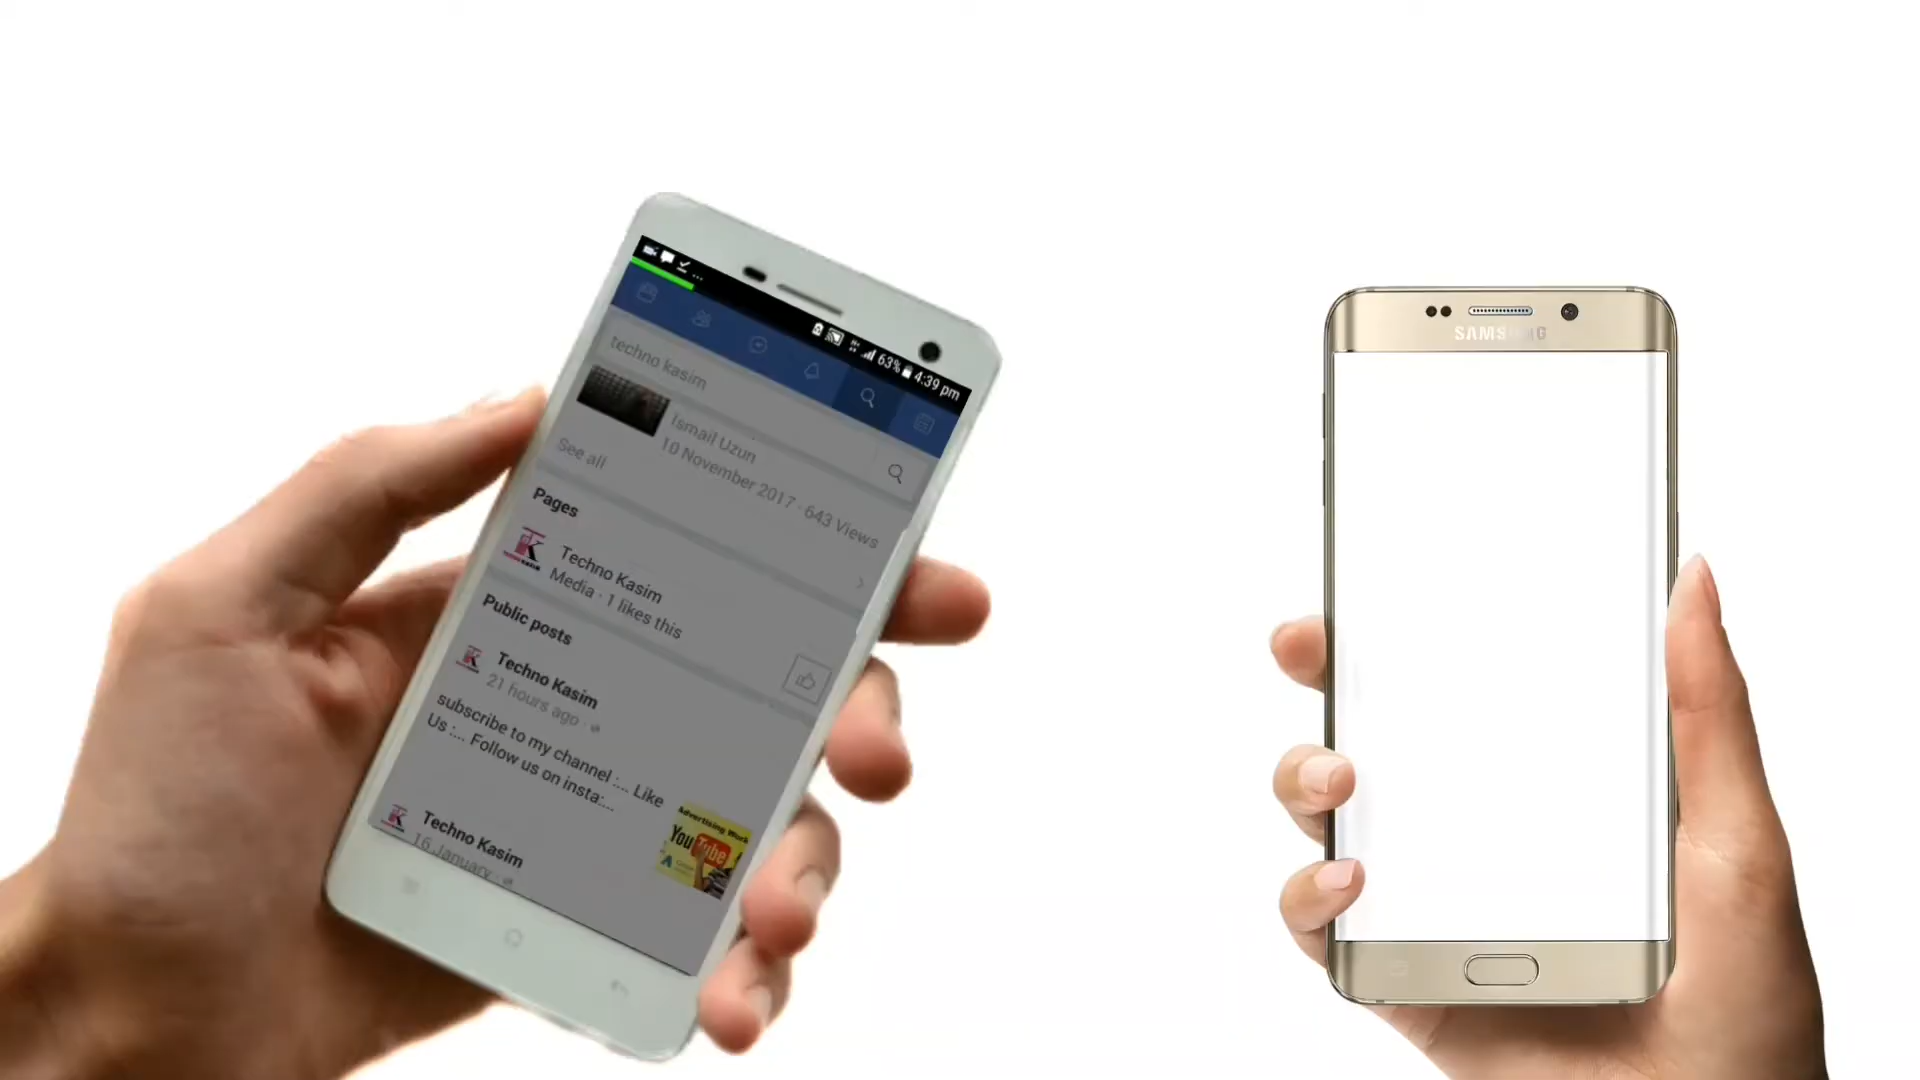 63% 4:39 pm
techno kasim
Ismail Uzun
10 November 2017 · 643 Views
See all
Pages
Techno Kasim
Media · 1 likes this
Public posts
Techno Kasim
21 hours ago ·
subscribe to my channel :.... Like
Us :.... Follow us on insta:....
Techno Kasim
16 January ·
Advertising Work
YouTube
SAMSUNG